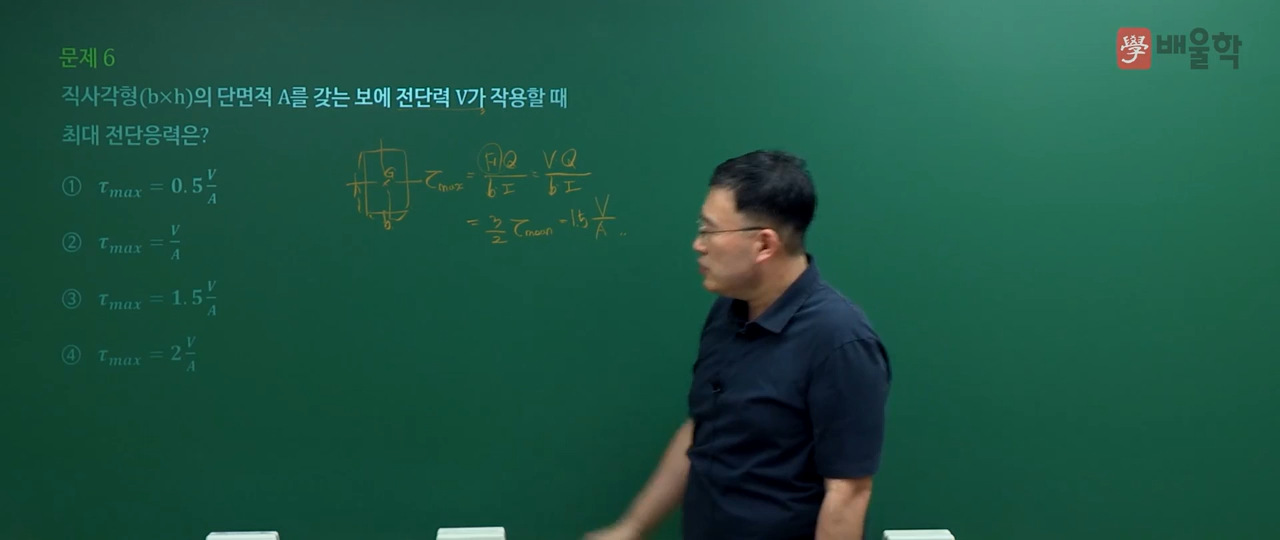 學 배울학
문제 6
직사각형(b×h)의 단면적 A를 갖는 보에 전단력 V가 작용할 때
최대 전단응력은?
① τmax = 0.5 V/A
② τmax = V/A
③ τmax = 1.5 V/A
④ τmax = 2 V/A
G
h
b
τmax = F₁Q/bI = VQ/bI
= 3/2 τmean = 1.5 V/A ..